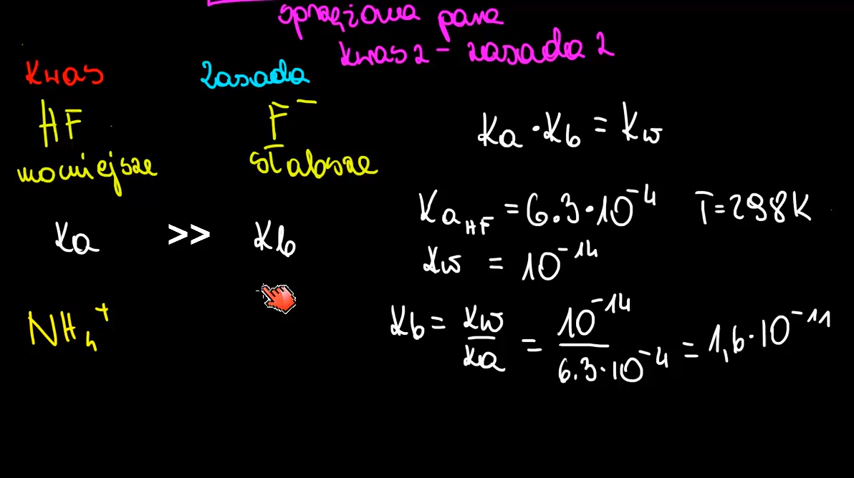 sprzężona para
kwas 2 - zasada 2
kwas zasada
HF F⁻
mocniejsze słabsze
Ka >> Kb
NH₄⁺
Ka · Kb = Kw
Ka HF = 6.3 · 10⁻⁴ T = 298K
Kw = 10⁻¹⁴
Kb = Kw/Ka = 10⁻¹⁴/6.3 · 10⁻⁴ = 1,6 · 10⁻¹¹